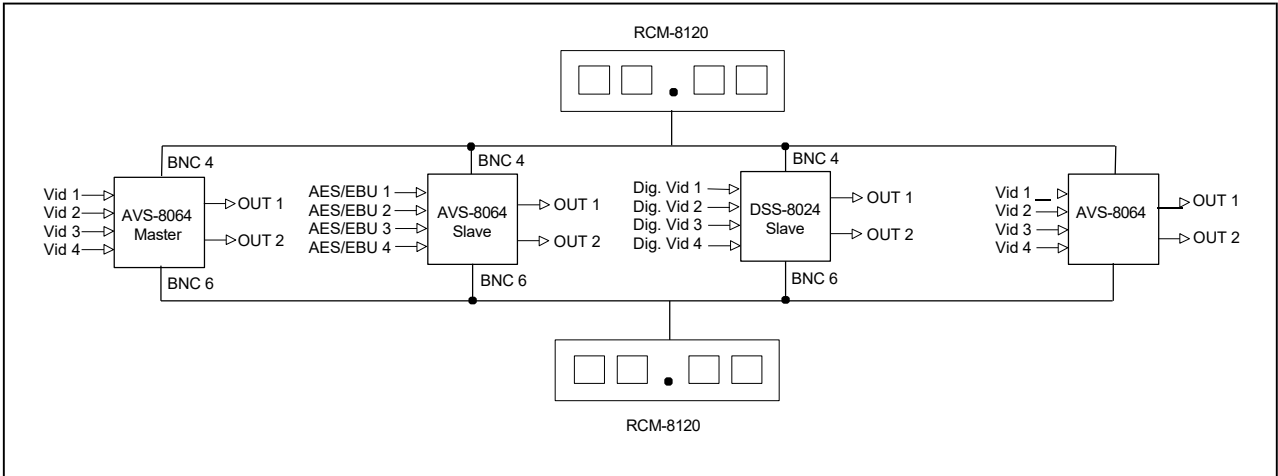 RCM-8120
BNC 4
BNC 4
BNC 4
Vid 1
Vid 2
Vid 3
Vid 4
AVS-8064
Master
OUT 1
OUT 2
AES/EBU 1
AES/EBU 2
AES/EBU 3
AES/EBU 4
AVS-8064
Slave
OUT 1
OUT 2
Dig. Vid 1
Dig. Vid 2
Dig. Vid 3
Dig. Vid 4
DSS-8024
Slave
OUT 1
OUT 2
Vid 1
Vid 2
Vid 3
Vid 4
AVS-8064
OUT 1
OUT 2
BNC 6
BNC 6
BNC 6
RCM-8120